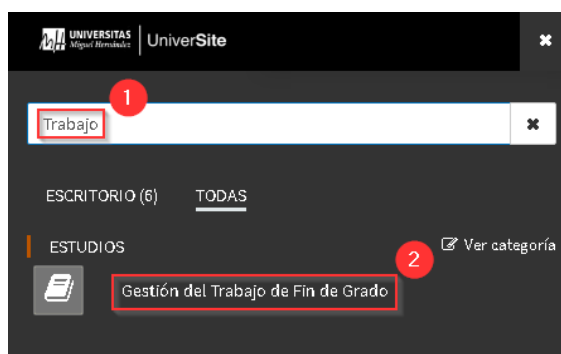 UNIVERSITAS
Miguel Hernández
UniverSite
1
Trabajo
ESCRITORIO (6)
TODAS
ESTUDIOS
Ver categoría
2
Gestión del Trabajo de Fin de Grado